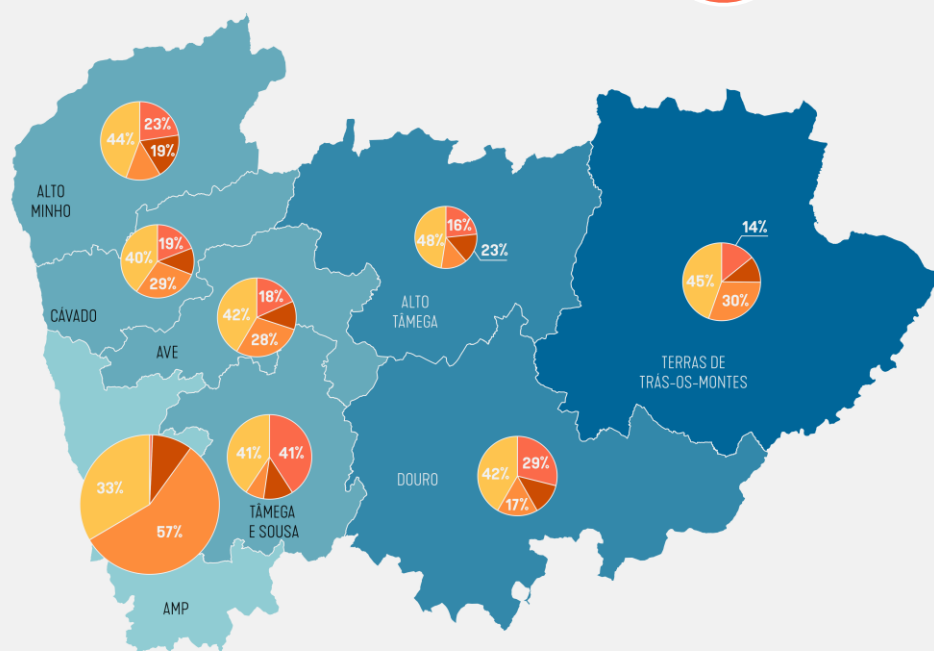 44%
23%
19%
ALTO
MINHO
40%
19%
29%
CÁVADO
42%
18%
28%
AVE
48%
16%
23%
ALTO
TÂMEGA
14%
45%
30%
TERRAS DE
TRÁS-OS-MONTES
41%
41%
TÂMEGA
E SOUSA
42%
29%
17%
DOURO
33%
57%
AMP